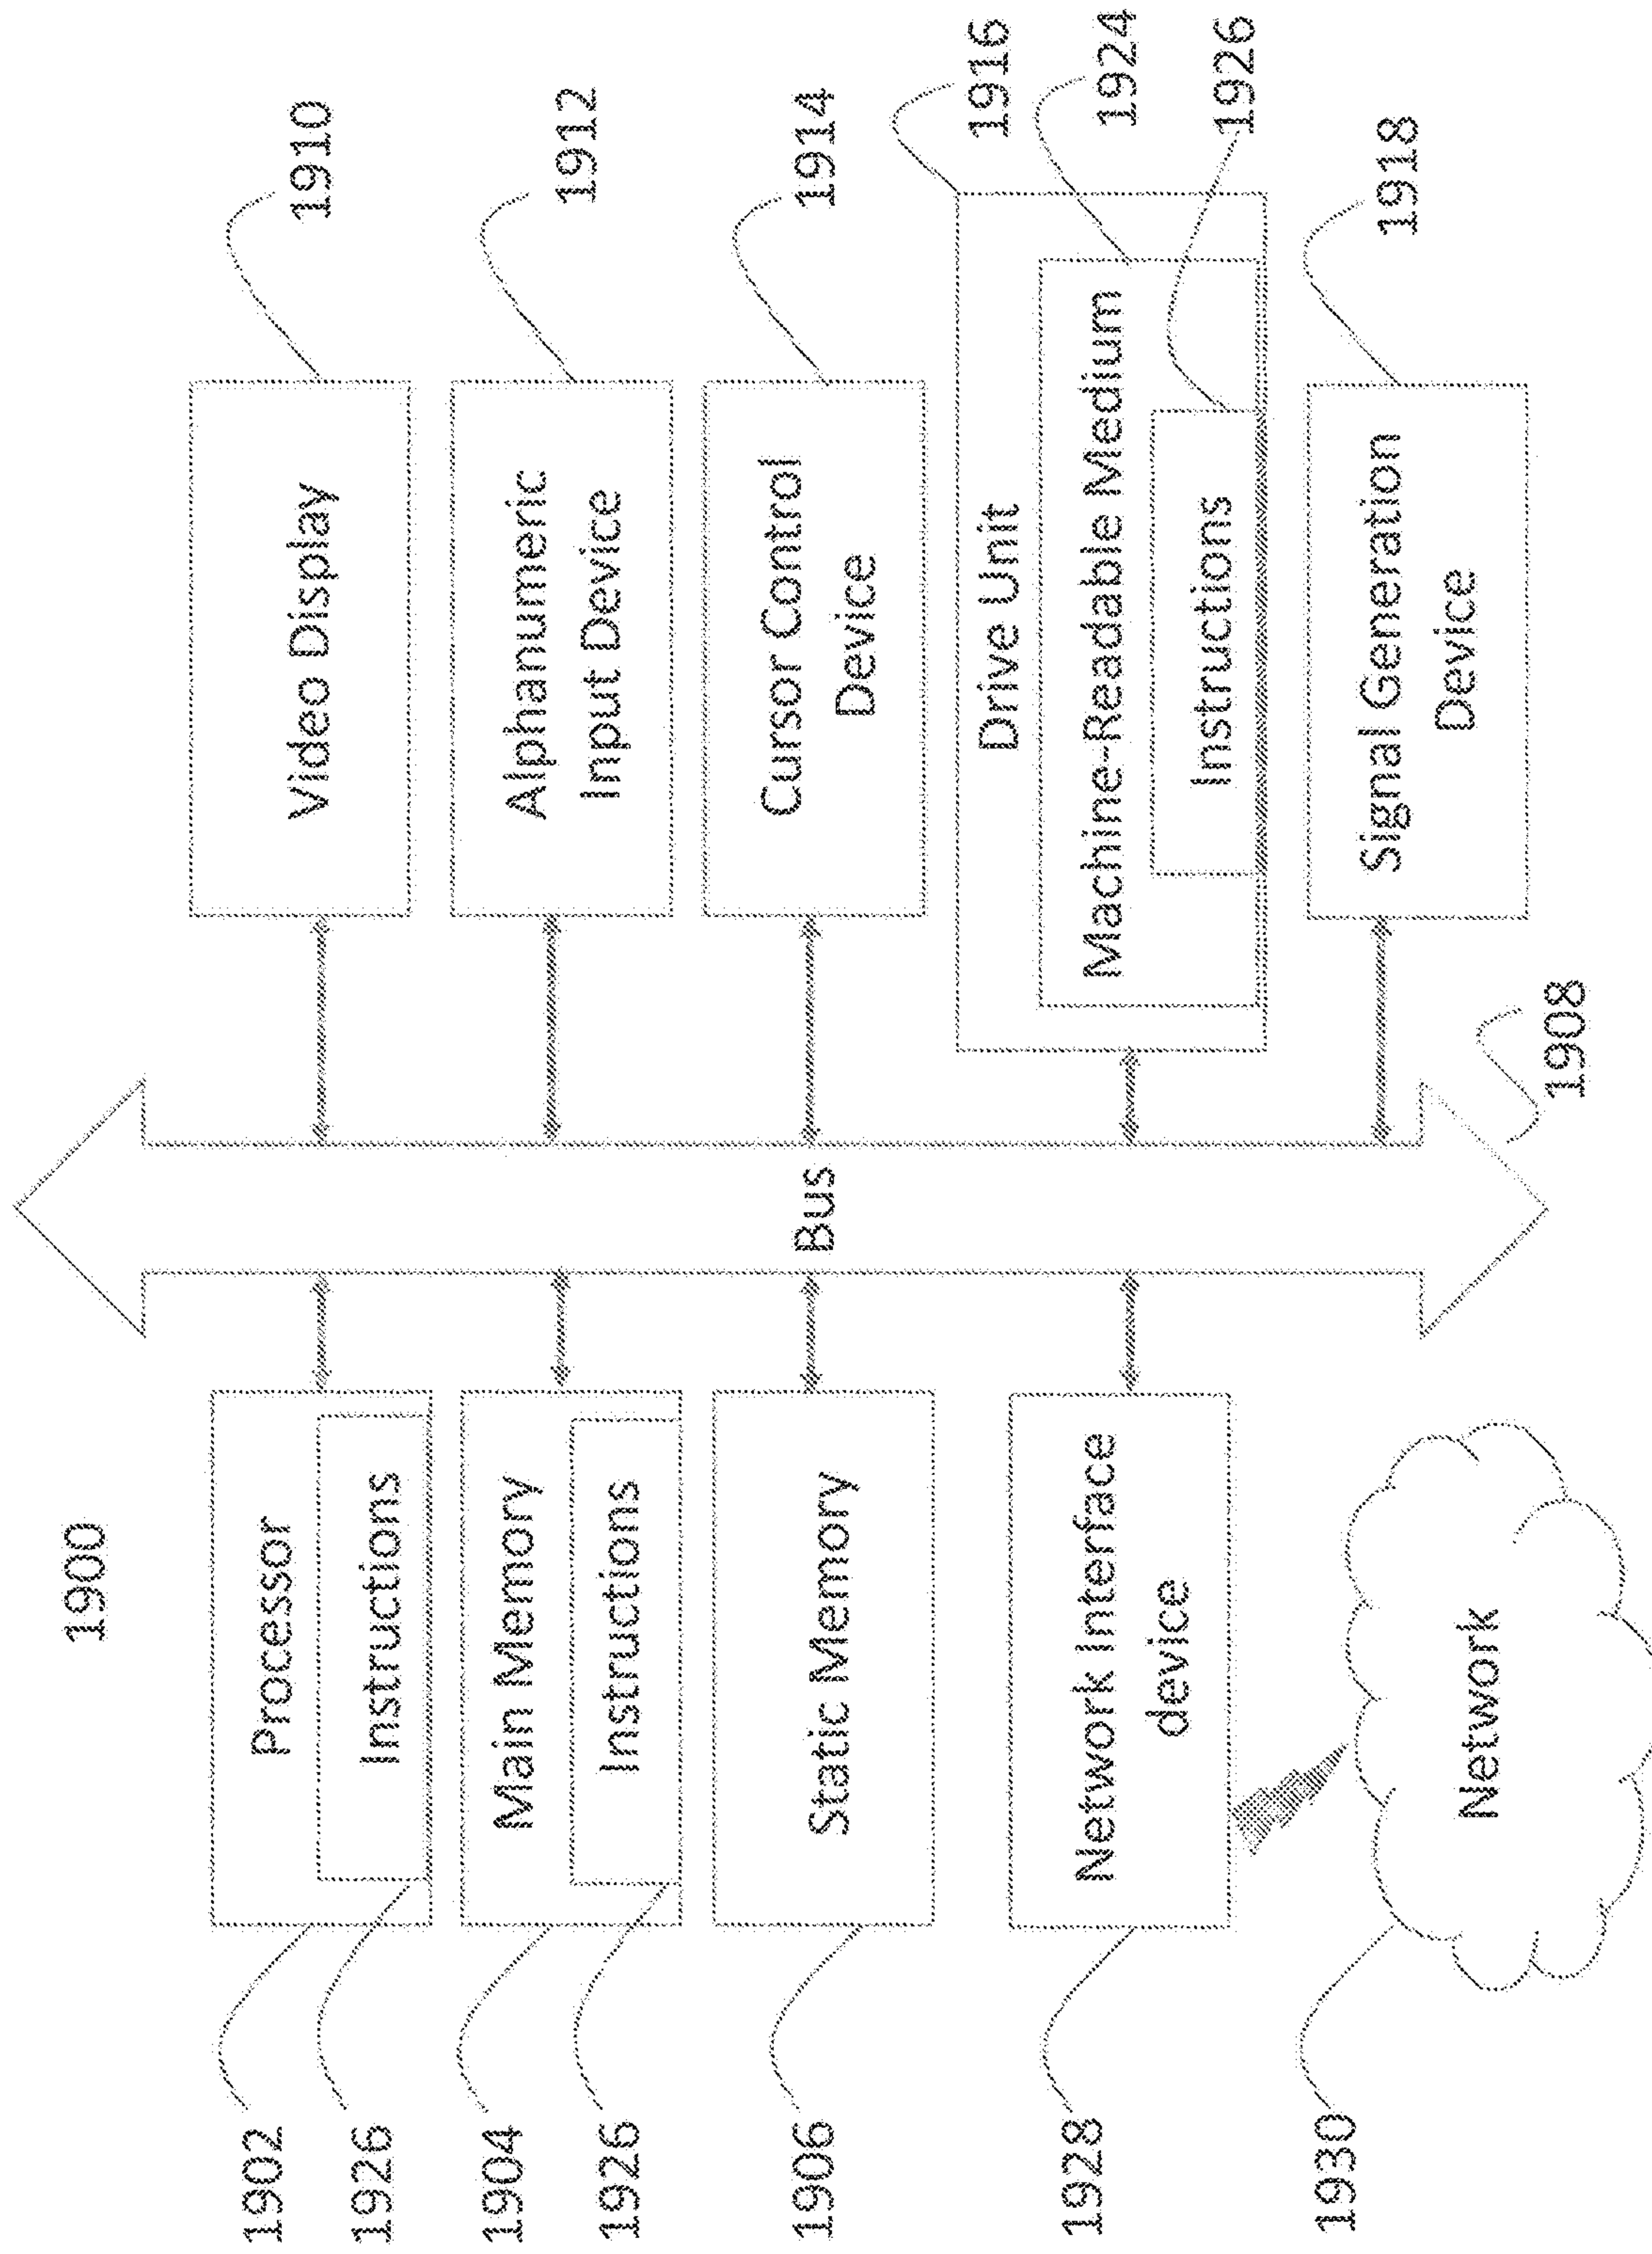 1900
1902
Processor
1926
Instructions
1904
Main Memory
1926
Instructions
1906
Static Memory
1928
Network Interface
device
1930
Network
Bus
1908
Video Display
1910
Alphanumeric
Input Device
1912
Cursor Control
Device
1914
Drive Unit
1916
Machine-Readable Medium
1924
Instructions
1926
Signal Generation
Device
1918